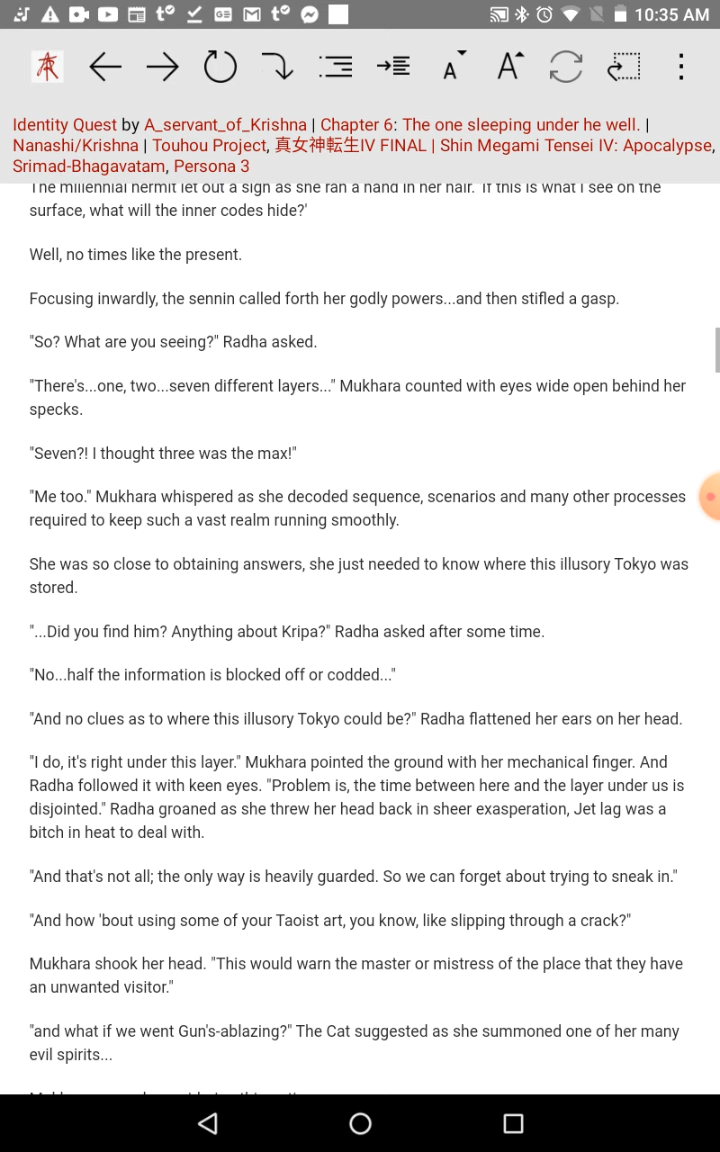 10:35 AM
Identity Quest by A_servant_of_Krishna | Chapter 6: The one sleeping under he well. |
Nanashi/Krishna | Touhou Project, 真女神転生IV FINAL | Shin Megami Tensei IV: Apocalypse,
Srimad-Bhagavatam, Persona 3
The millennial hermit let out a sigh as she ran a hand in her hair. 'If this is what I see on the
surface, what will the inner codes hide?'
Well, no times like the present.
Focusing inwardly, the sennin called forth her godly powers...and then stifled a gasp.
"So? What are you seeing?" Radha asked.
"There's...one, two...seven different layers..." Mukhara counted with eyes wide open behind her
specks.
"Seven?! I thought three was the max!"
"Me too." Mukhara whispered as she decoded sequence, scenarios and many other processes
required to keep such a vast realm running smoothly.
She was so close to obtaining answers, she just needed to know where this illusory Tokyo was
stored.
"...Did you find him? Anything about Kripa?" Radha asked after some time.
"No...half the information is blocked off or codded..."
"And no clues as to where this illusory Tokyo could be?" Radha flattened her ears on her head.
"I do, it's right under this layer." Mukhara pointed the ground with her mechanical finger. And
Radha followed it with keen eyes. "Problem is, the time between here and the layer under us is
disjointed." Radha groaned as she threw her head back in sheer exasperation, Jet lag was a
bitch in heat to deal with.
"And that's not all; the only way is heavily guarded. So we can forget about trying to sneak in."
"And how 'bout using some of your Taoist art, you know, like slipping through a crack?"
Mukhara shook her head. "This would warn the master or mistress of the place that they have
an unwanted visitor."
"and what if we went Gun's-ablazing?" The Cat suggested as she summoned one of her many
evil spirits...